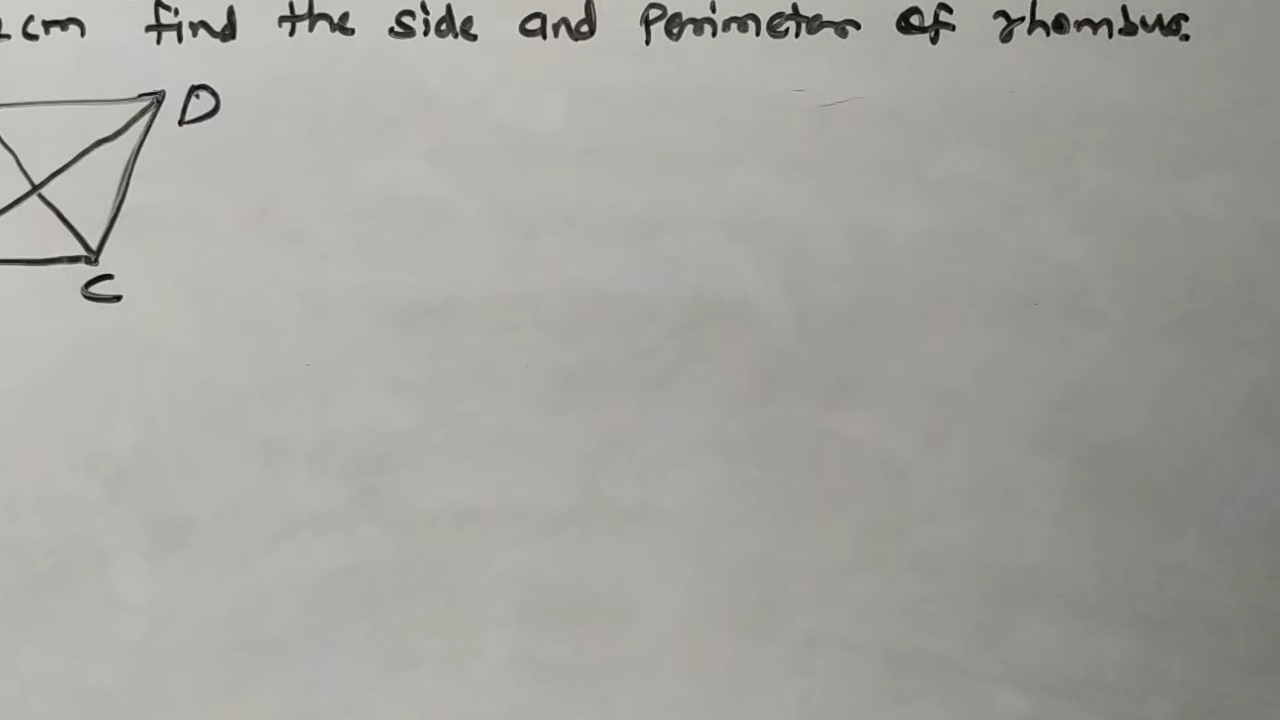 cm find the side and Perimeter of rhombus.
D
C